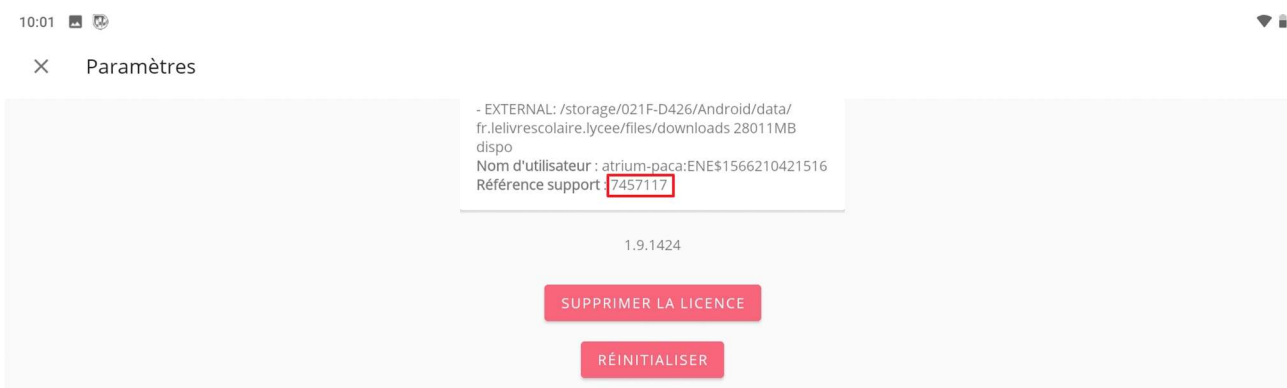 10:01
Paramètres
- EXTERNAL: /storage/021F-D426/Android/data/
fr.lelivrescolaire.lycee/files/downloads 28011MB
dispo
Nom d'utilisateur : atrium-paca:ENE$1566210421516
Référence support : 7457117
1.9.1424
SUPPRIMER LA LICENCE
RÉINITIALISER